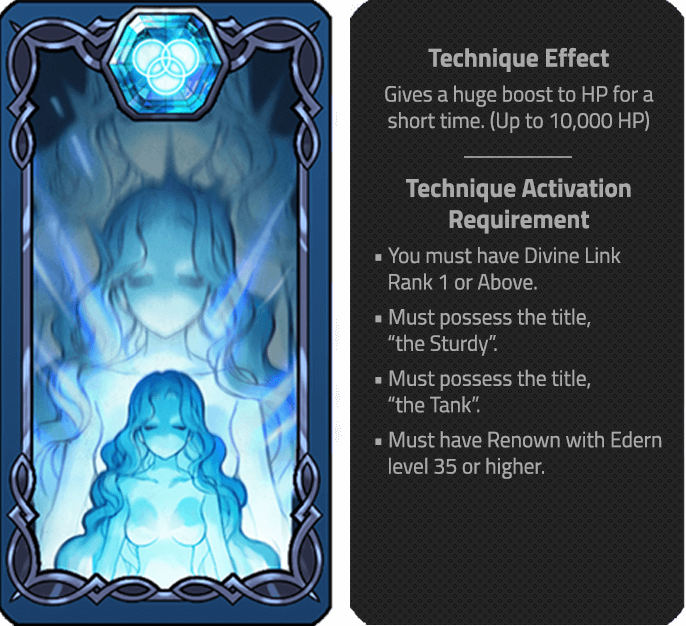 Technique Effect
Gives a huge boost to HP for a
short time. (Up to 10,000 HP)
Technique Activation
Requirement
▪ You must have Divine Link
Rank 1 or Above.
▪ Must possess the title,
“the Sturdy”.
▪ Must possess the title,
“the Tank”.
▪ Must have Renown with Edern
level 35 or higher.